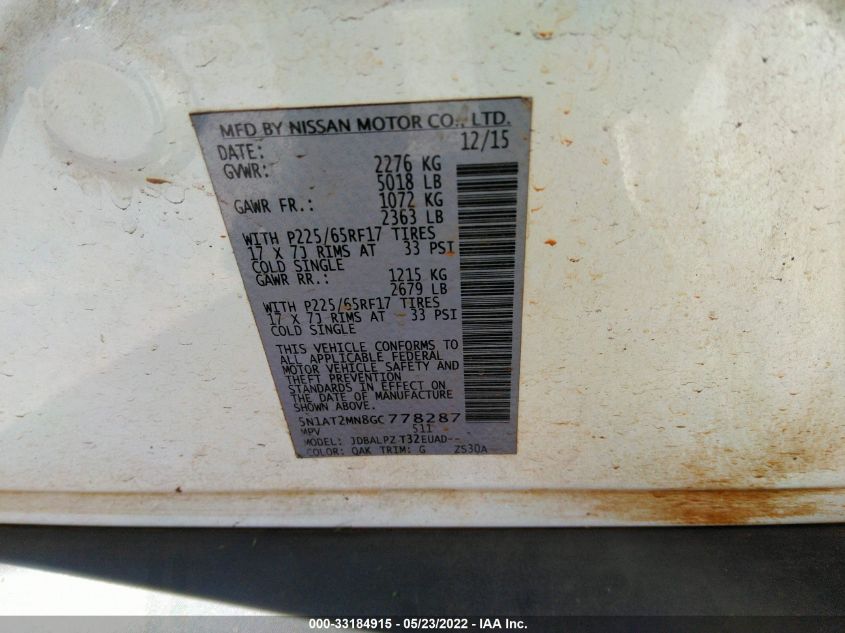 MFD BY NISSAN MOTOR CO., LTD.
DATE: 12/15
GVWR: 2276 KG
5018 LB
GAWR FR.: 1072 KG
2363 LB
WITH P225/65RF17 TIRES
17 X 7J RIMS AT 33 PSI
COLD SINGLE
GAWR RR.: 1215 KG
2679 LB
WITH P225/65RF17 TIRES
17 X 7J RIMS AT 33 PSI
COLD SINGLE
THIS VEHICLE CONFORMS TO
ALL APPLICABLE FEDERAL
MOTOR VEHICLE SAFETY AND
THEFT PREVENTION
STANDARDS IN EFFECT ON
THE DATE OF MANUFACTURE
SHOWN ABOVE.
5N1AT2MN8GC778287
MPV S11
MODEL: JDBALPZ T32EUAD--
COLOR: QAK TRIM: G ZS30A
000-33184915 - 05/23/2022 - IAA Inc.